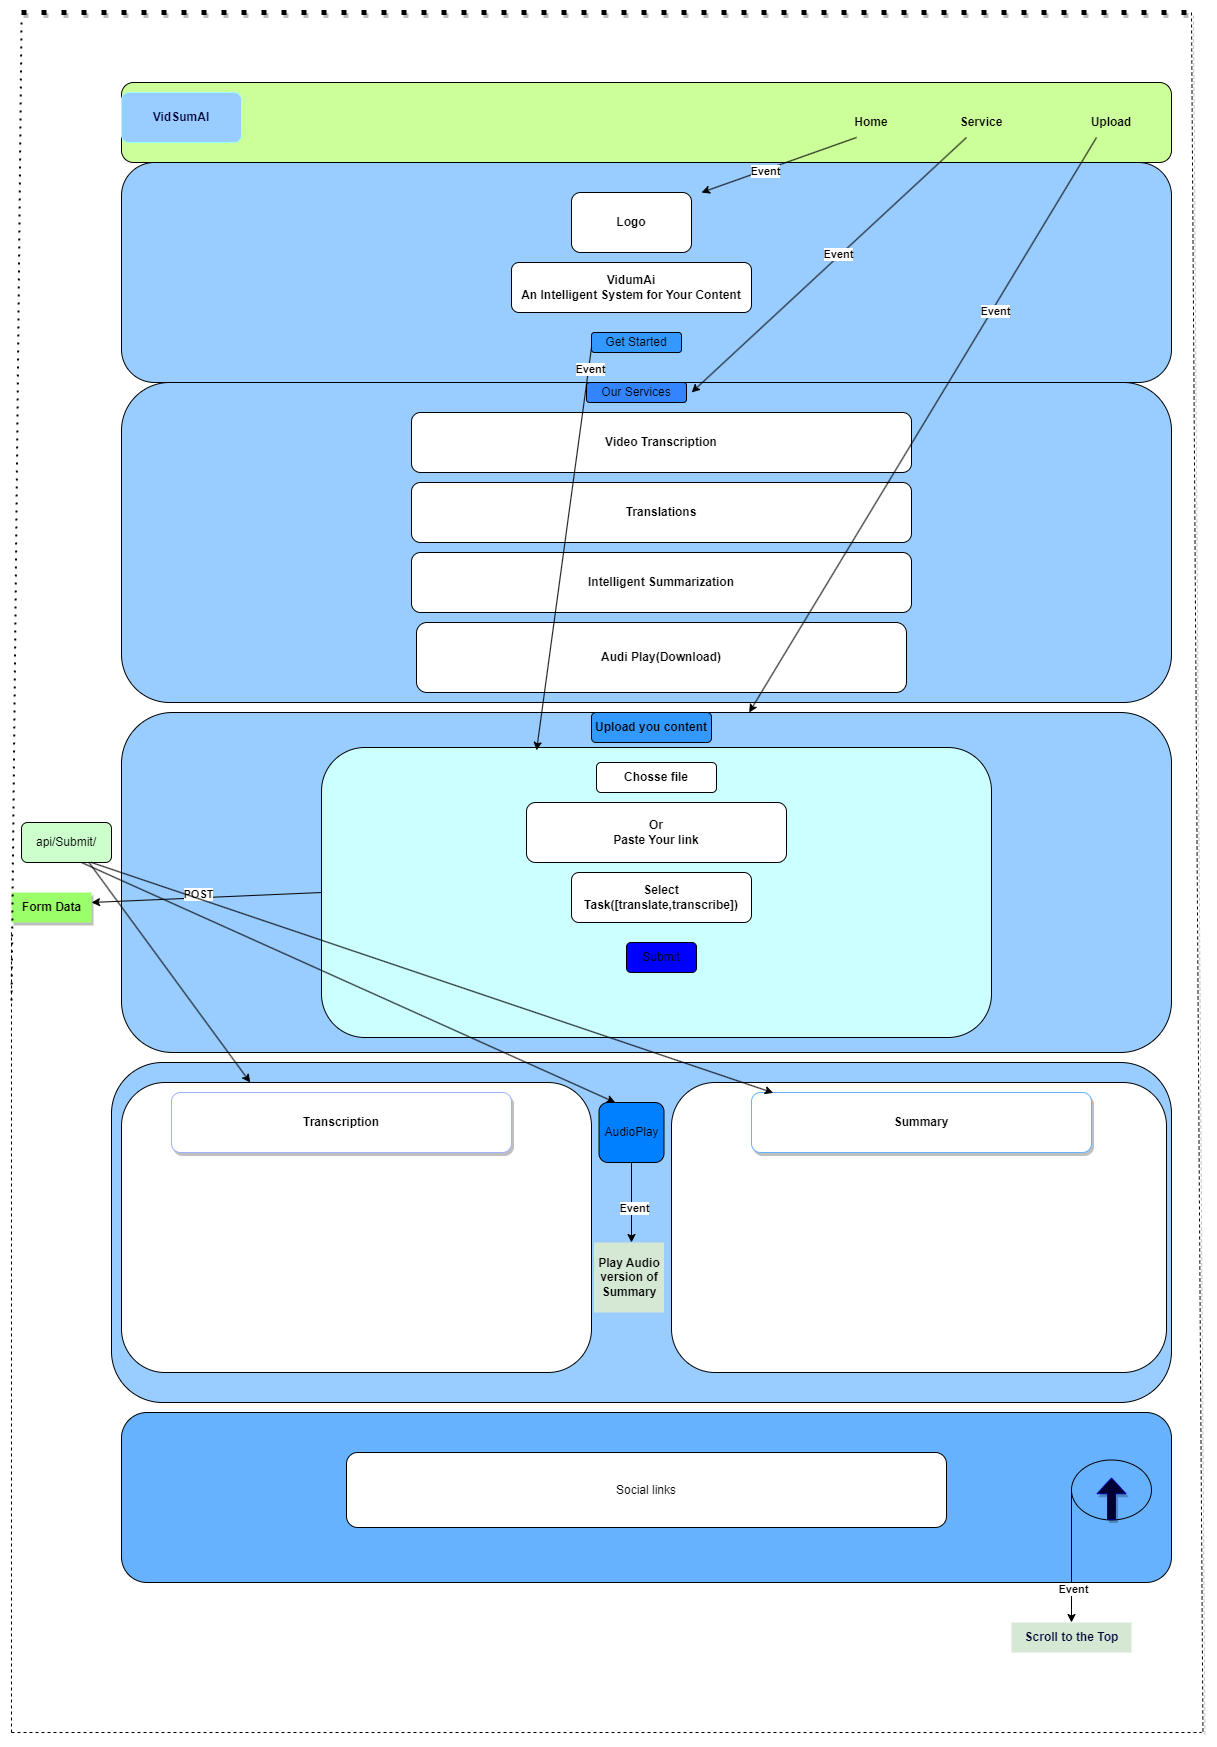 VidSumAI
Home
Service
Upload
Event
Logo
Event
VidumAi
An Intelligent System for Your Content
Event
Get Started
Event
Our Services
Video Transcription
Translations
Intelligent Summarization
Audi Play(Download)
Upload you content
Chosse file
Or
Paste Your link
api/Submit/
Select
Task([translate,transcribe])
POST
Form Data
Submit
Transcription
AudioPlay
Summary
Event
Play Audio
version of
Summary
Social links
Event
Scroll to the Top